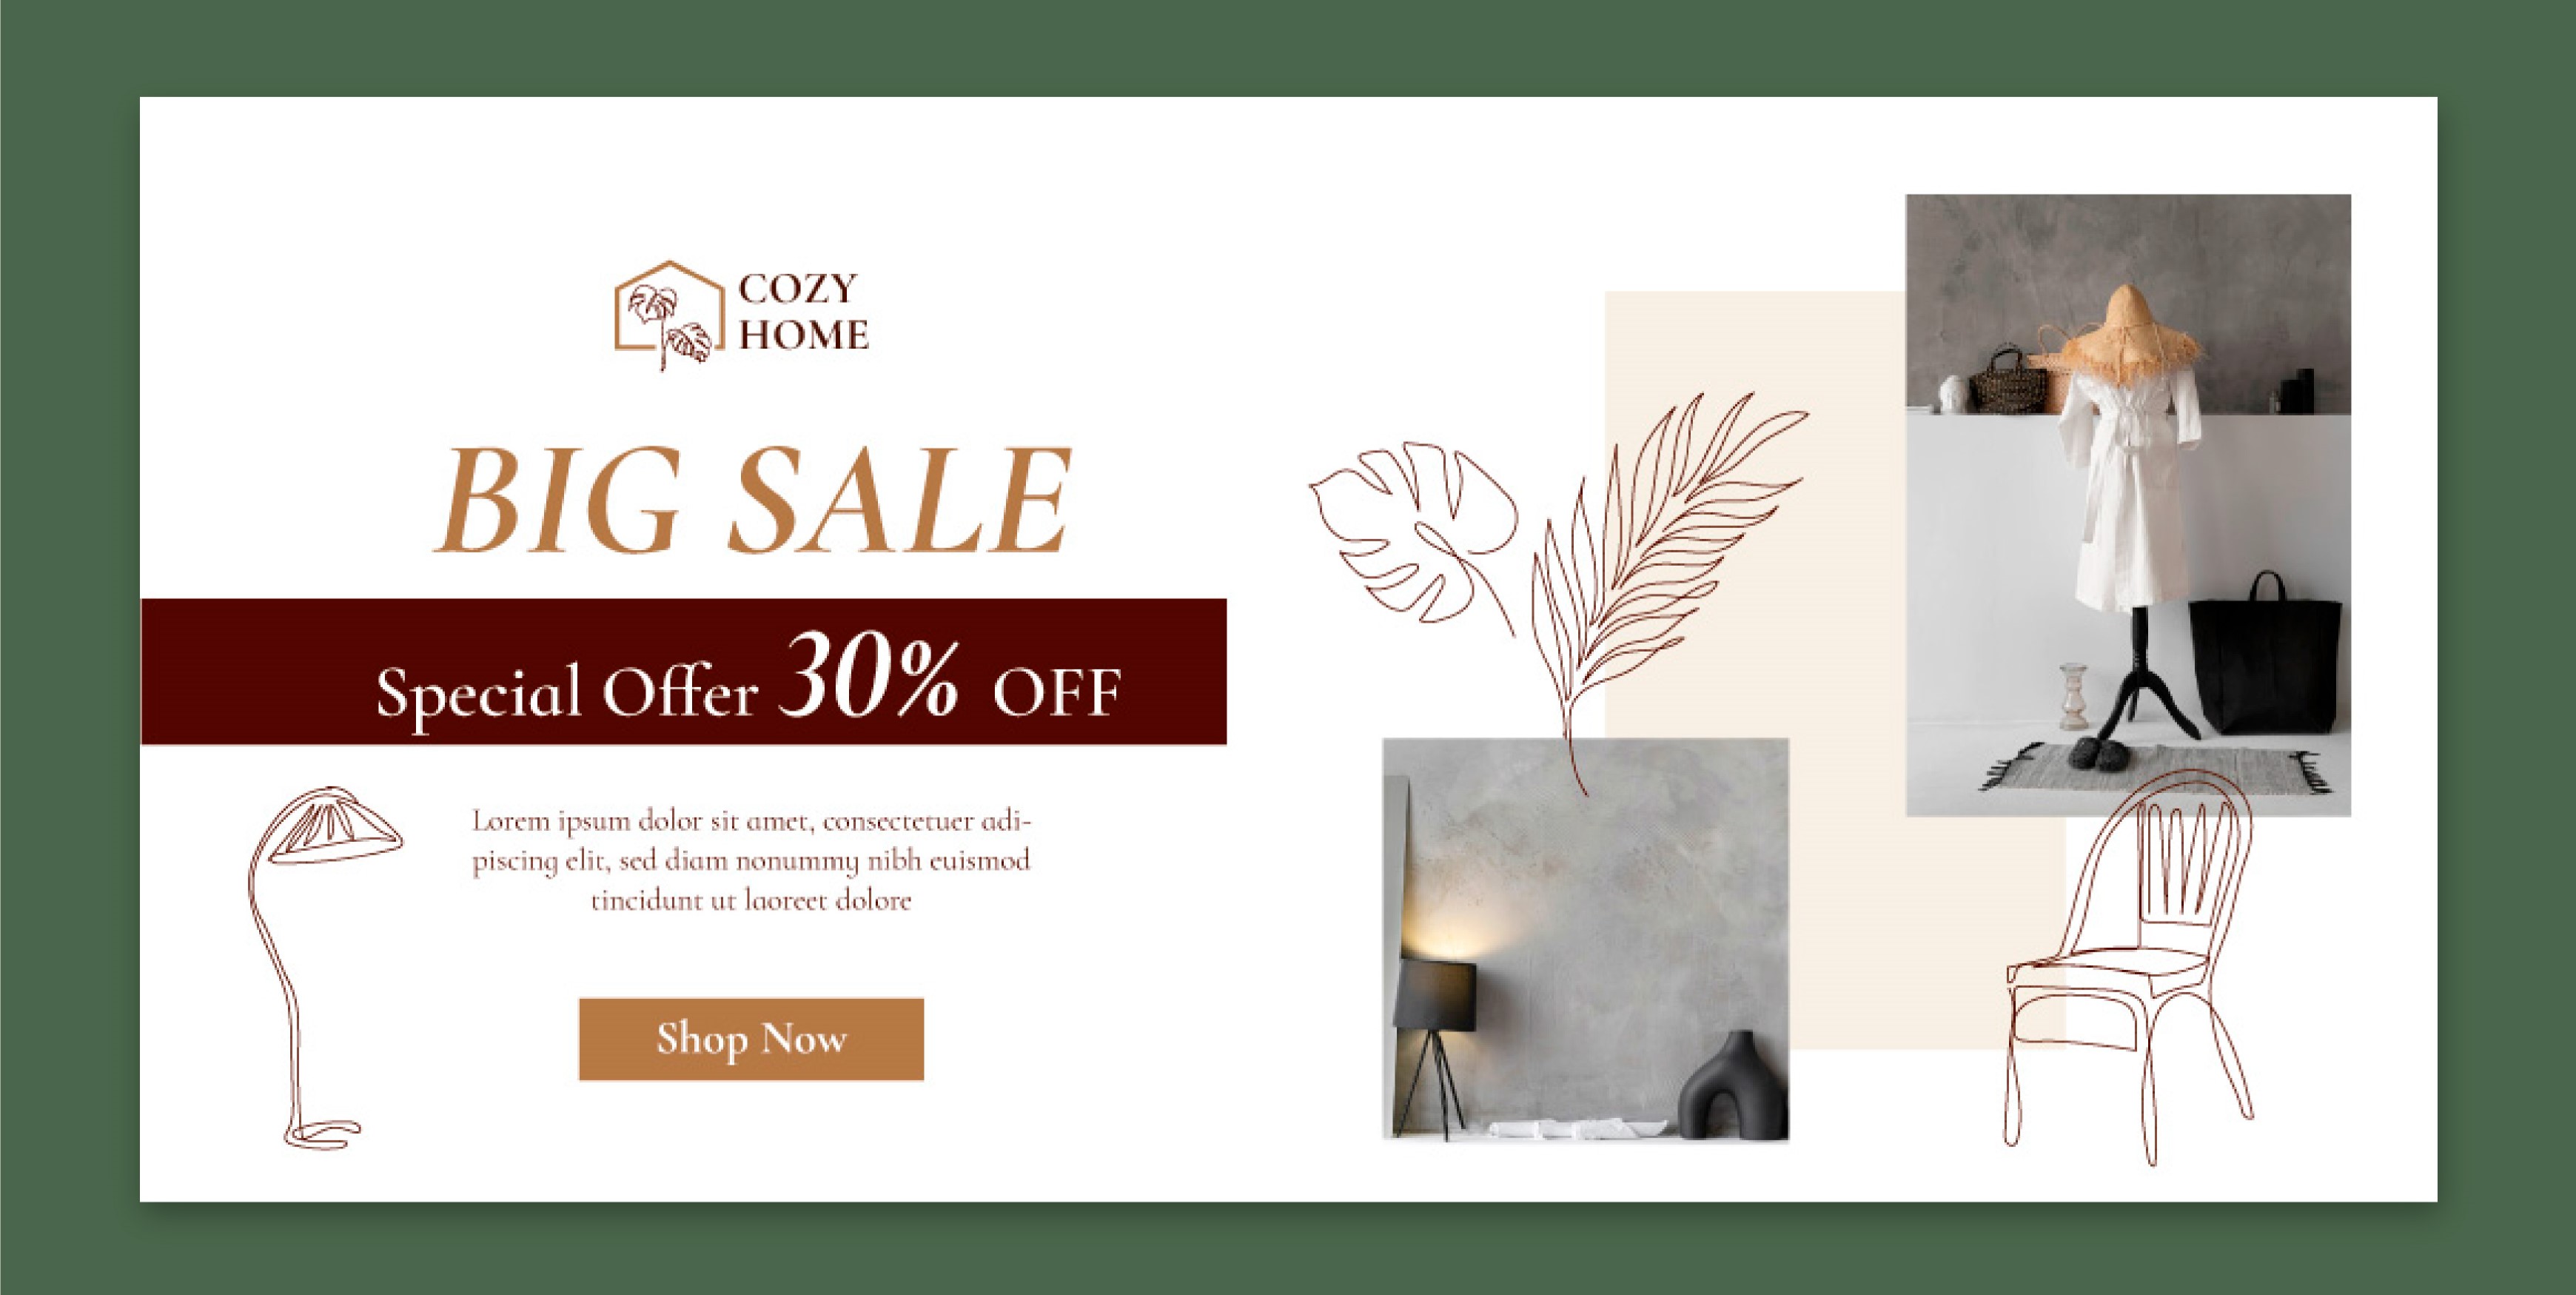 COZY
HOME
BIG SALE
Special Offer 30% OFF
Lorem ipsum dolor sit amet, consectetuer adi-
piscing elit, sed diam nonummy nibh euismod
tincidunt ut laoreet dolore
Shop Now